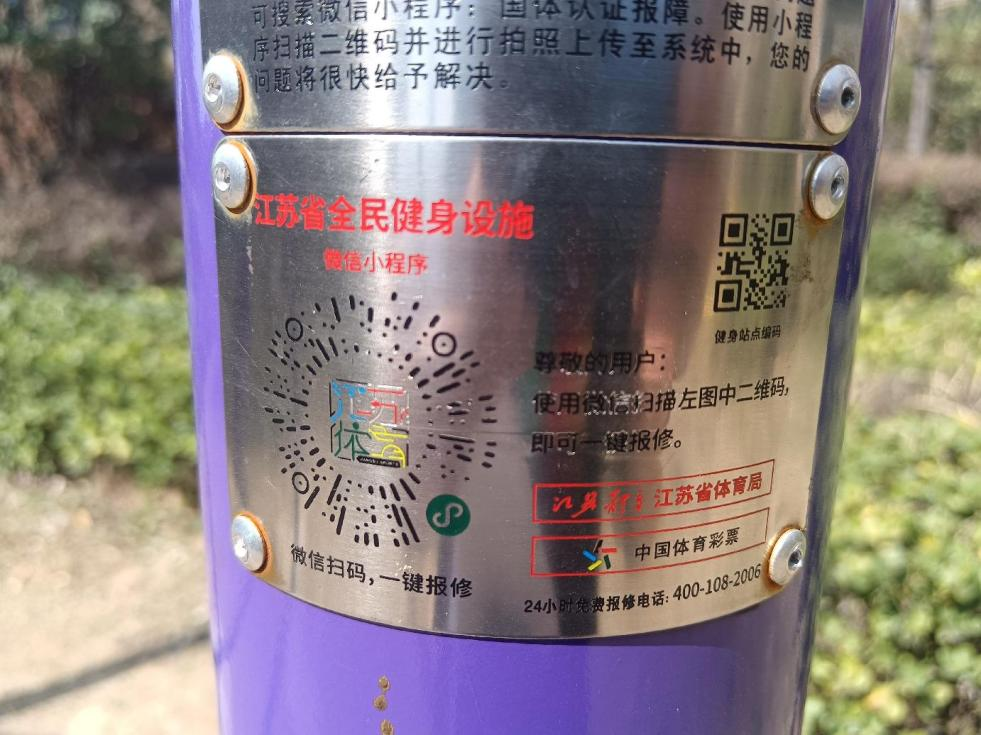 可搜索微信小程序：国体认证报障。使用小程
序扫描二维码并进行拍照上传至系统中，您的
问题将很快给予解决。
江苏省全民健身设施
微信小程序
健身站点编码
尊敬的用户：
使用微信扫描左图中二维码，
即可一键报修。
江苏省体育局
中国体育彩票
微信扫码，一键报修
24小时免费报修电话: 400-108-2006